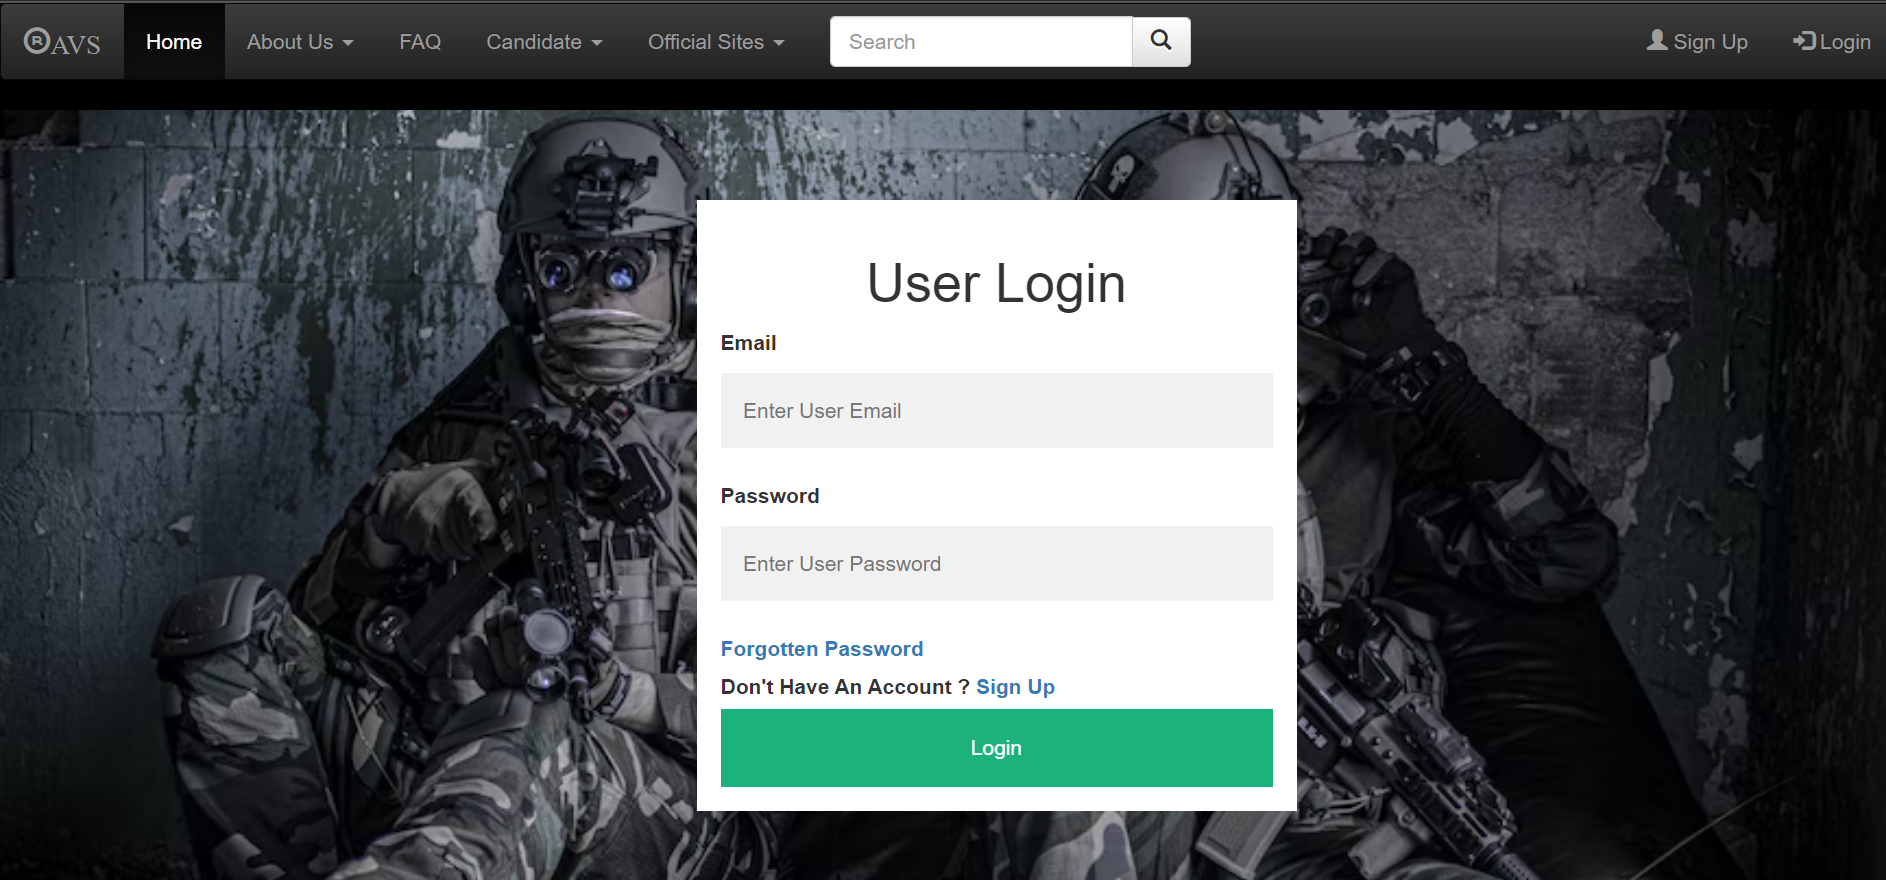 ®AVS Home About Us FAQ Candidate Official Sites Search Sign Up Login
User Login
Email
Enter User Email
Password
Enter User Password
Forgotten Password
Don't Have An Account ? Sign Up
Login